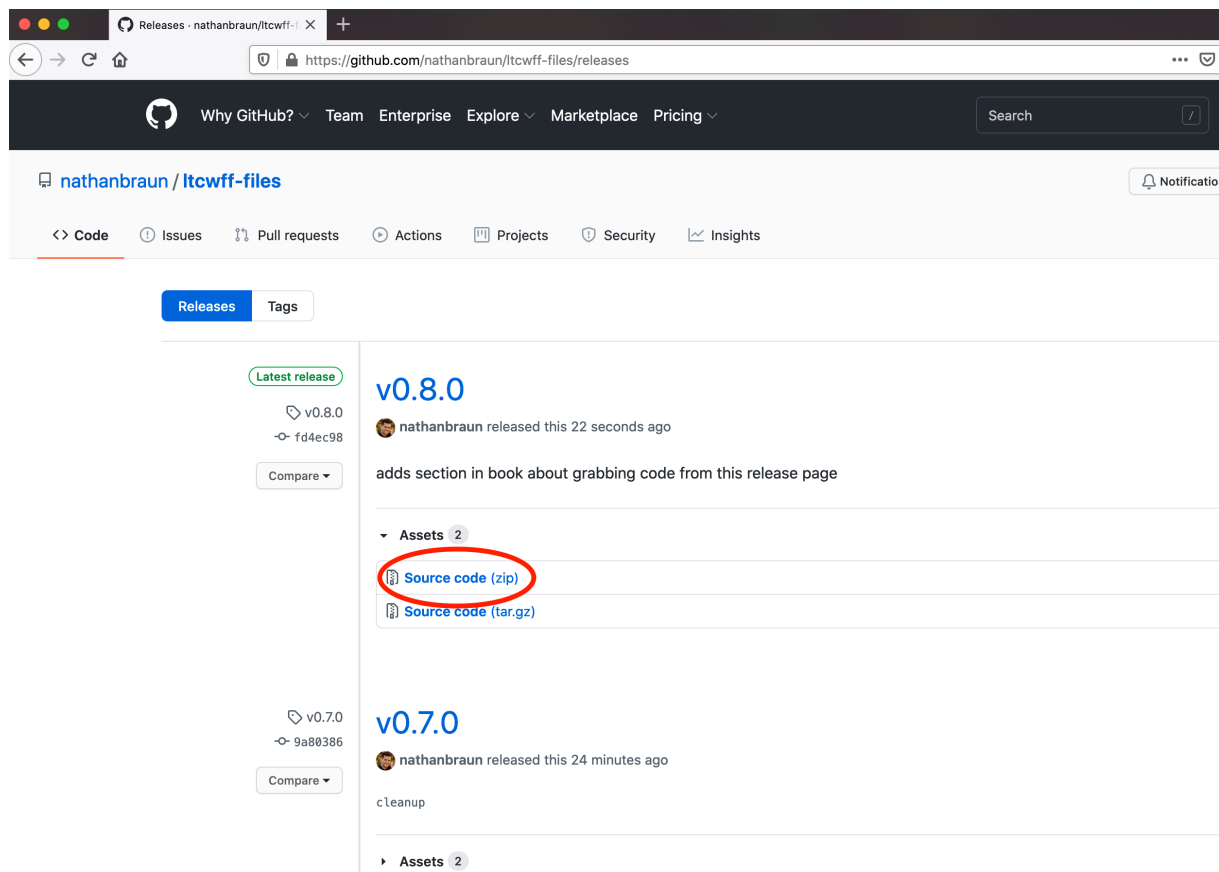 Releases · nathanbraun/ltcwff-f
https://github.com/nathanbraun/ltcwff-files/releases
Why GitHub? Team Enterprise Explore Marketplace Pricing Search /
nathanbraun / ltcwff-files
Notificatio
Code Issues Pull requests Actions Projects Security Insights
Releases Tags
Latest release
v0.8.0
v0.8.0
fd4ec98
Compare
nathanbraun released this 22 seconds ago
adds section in book about grabbing code from this release page
Assets 2
Source code (zip)
Source code (tar.gz)
v0.7.0
v0.7.0
9a80386
Compare
nathanbraun released this 24 minutes ago
cleanup
Assets 2